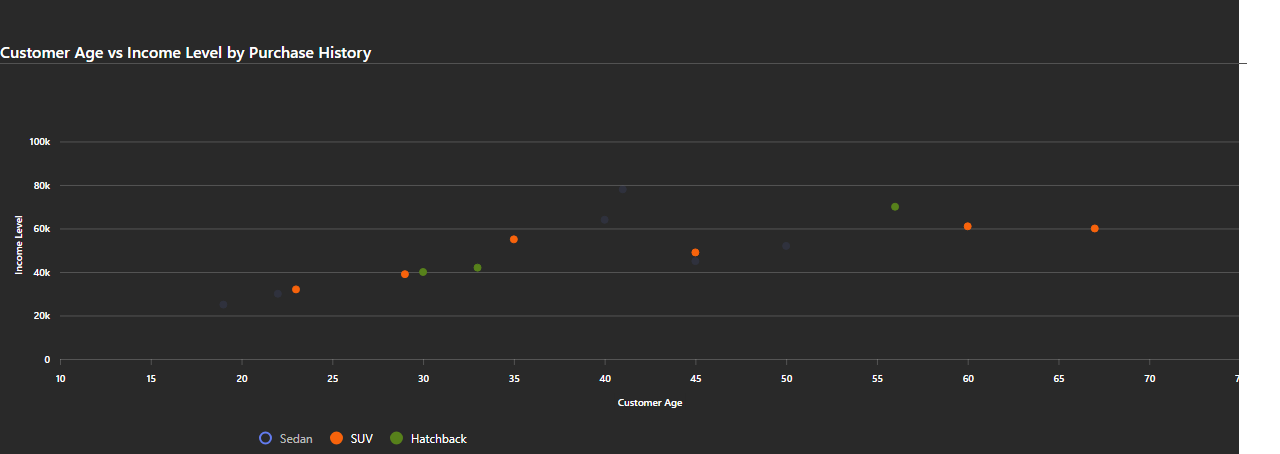 Customer Age vs Income Level by Purchase History
100k
80k
60k
40k
20k
0
Income Level
10 15 20 25 30 35 40 45 50 55 60 65 70
Customer Age
Sedan SUV Hatchback